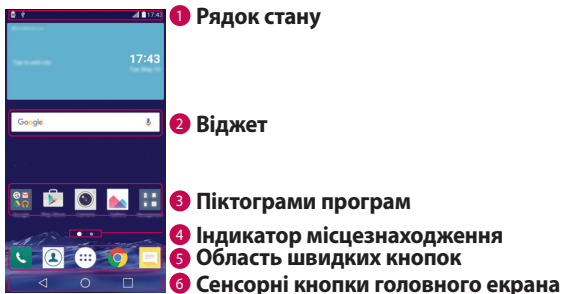 17:43
1 Рядок стану
17:43
Google
2 Віджет
3 Піктограми програм
4 Індикатор місцезнаходження
5 Область швидких кнопок
6 Сенсорні кнопки головного екрана